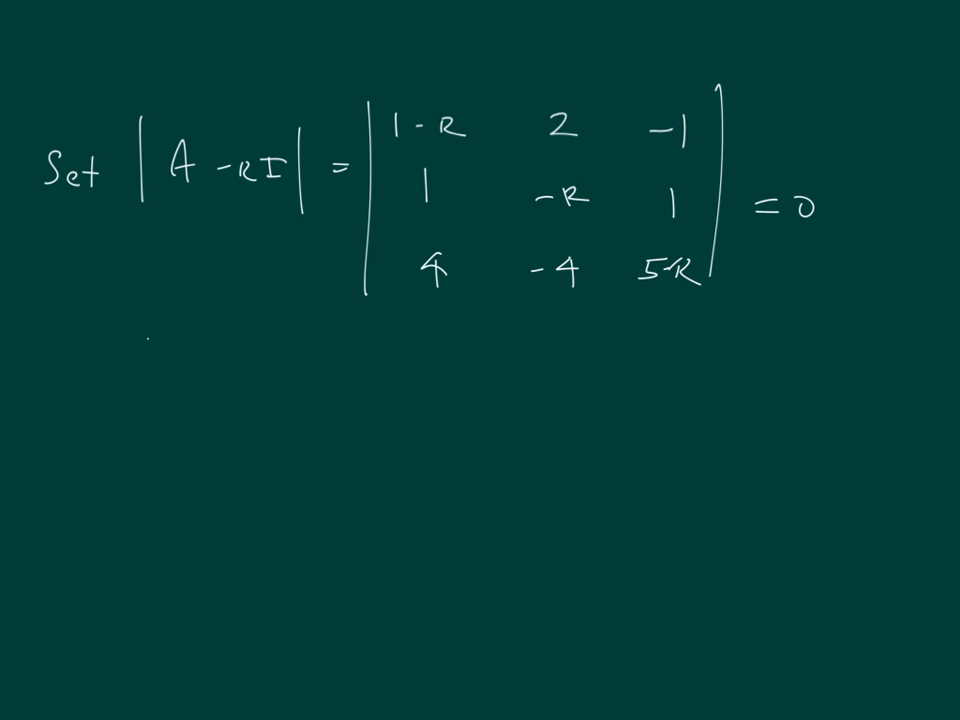 Set |A - RI| = | 1-R 2 -1 |
| 1 -R 1 | = 0
| 4 -4 5-R |